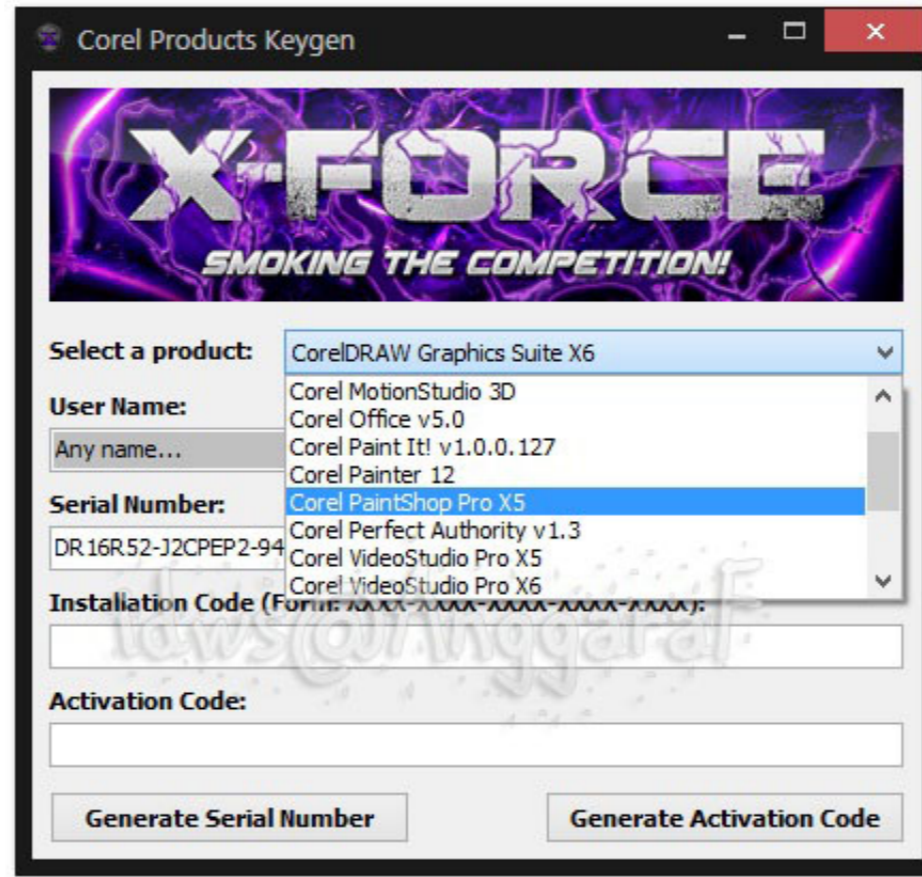 Corel Products Keygen
X-FORCE
SMOKING THE COMPETITION!
Select a product: CorelDRAW Graphics Suite X6
Corel MotionStudio 3D
User Name:
Corel Office v5.0
Corel Paint It! v1.0.0.127
Any name...
Corel Painter 12
Serial Number:
Corel PaintShop Pro X5
Corel Perfect Authority v1.3
DR16R52-J2CPEP2-94
Corel VideoStudio Pro X5
Corel VideoStudio Pro X6
Installation Code (Form: XXXX-XXXX-XXXX-XXXX-XXXX):
idws@r1nggaraF
Activation Code:
Generate Serial Number Generate Activation Code